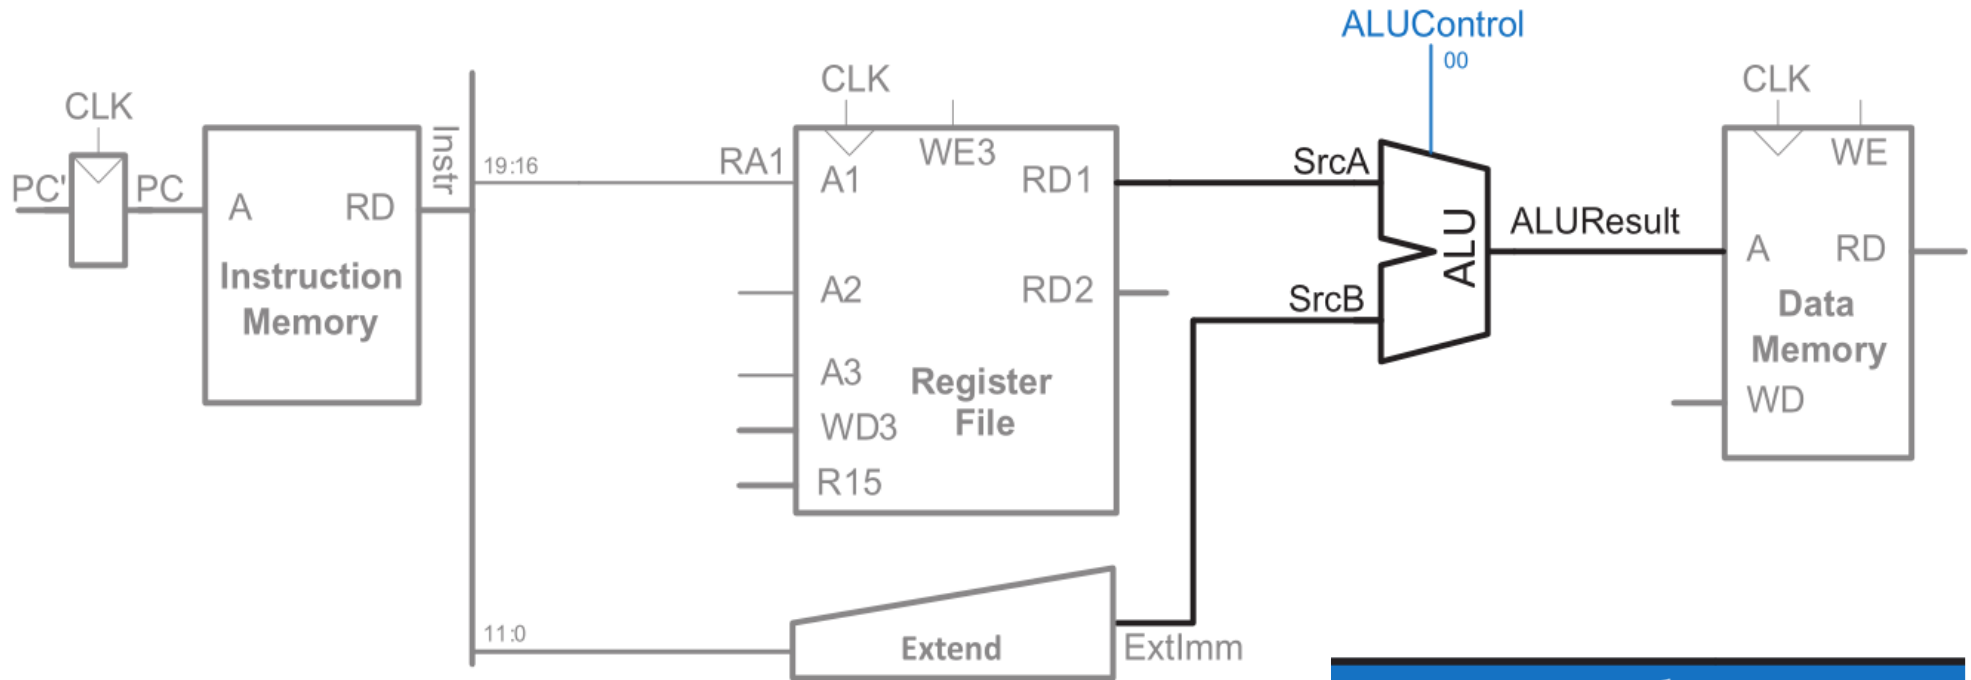 ALUControl
00
CLK
CLK
CLK
PC'
PC
A
RD
Instruction
Memory
Instr
19:16
RA1
A1
WE3
RD1
A2
RD2
A3
Register
File
WD3
R15
SrcA
SrcB
ALU
ALUResult
WE
A
RD
Data
Memory
WD
11:0
Extend
ExtImm